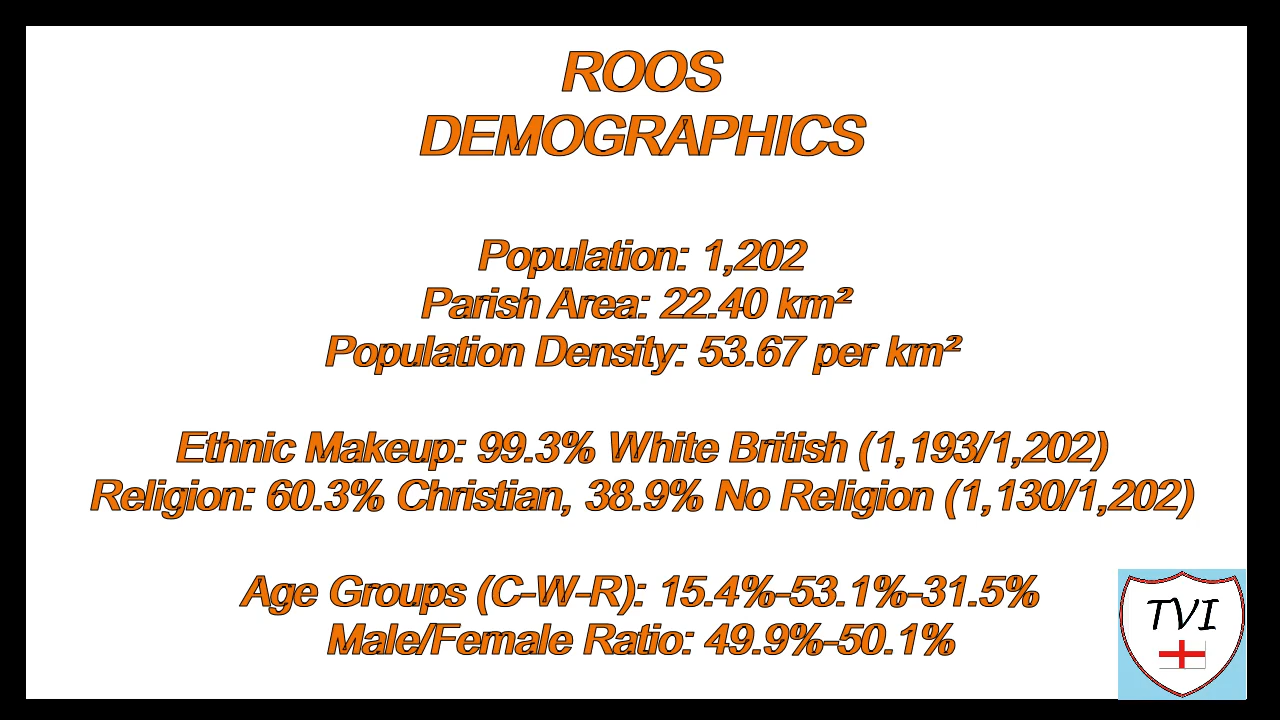 ROOS
DEMOGRAPHICS
Population: 1,202
Parish Area: 22.40 km²
Population Density: 53.67 per km²
Ethnic Makeup: 99.3% White British (1,193/1,202)
Religion: 60.3% Christian, 38.9% No Religion (1,130/1,202)
Age Groups (C-W-R): 15.4%-53.1%-31.5%
Male/Female Ratio: 49.9%-50.1%
TVI